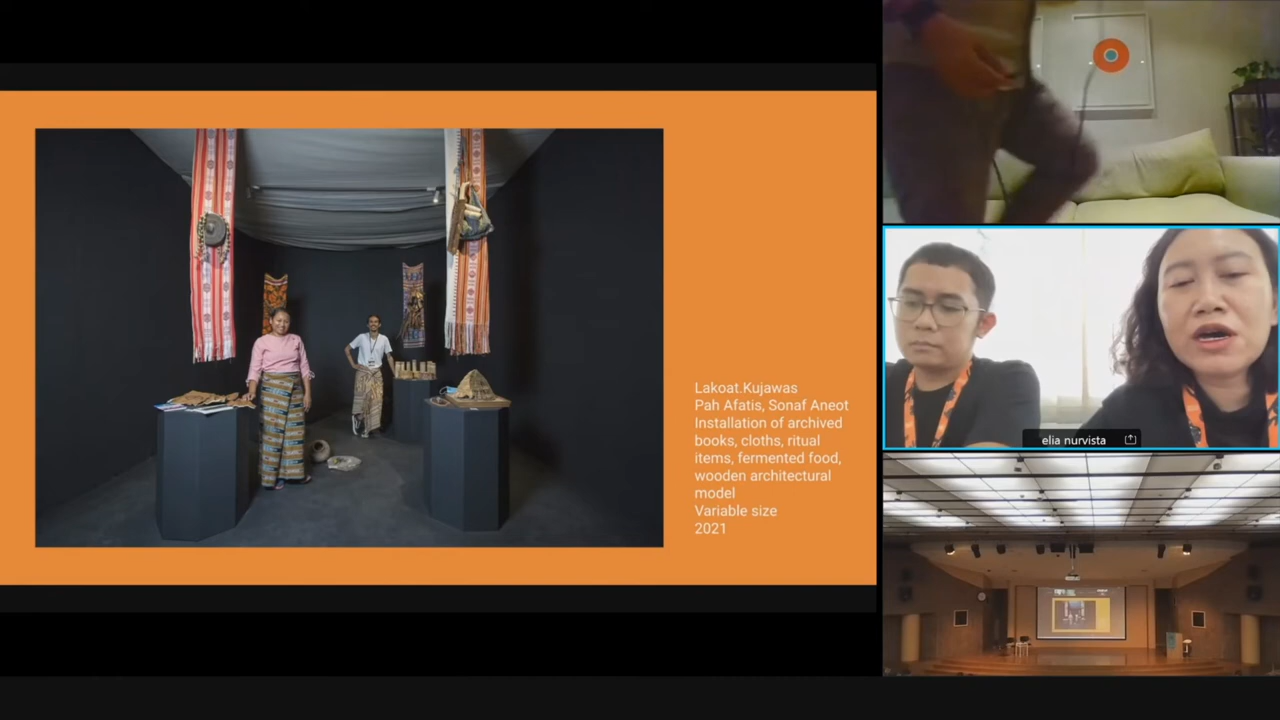 Lakoat.Kujawas
Pah Afatis, Sonaf Aneot
Installation of archived
books, cloths, ritual
items, fermented food,
wooden architectural
model
Variable size
2021
elia nurvista